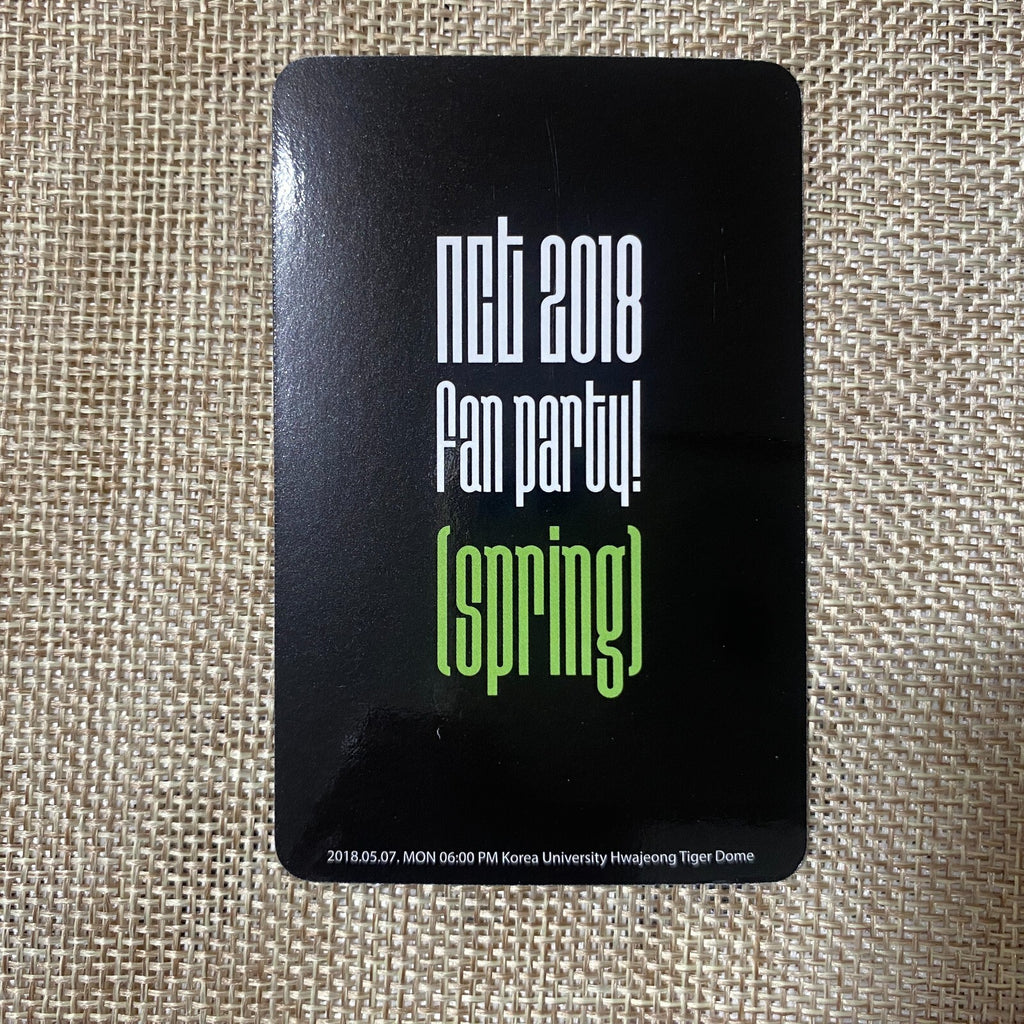 nct 2018
fan party!
(spring)
2018.05.07. MON 06:00 PM Korea University Hwajeong Tiger Dome